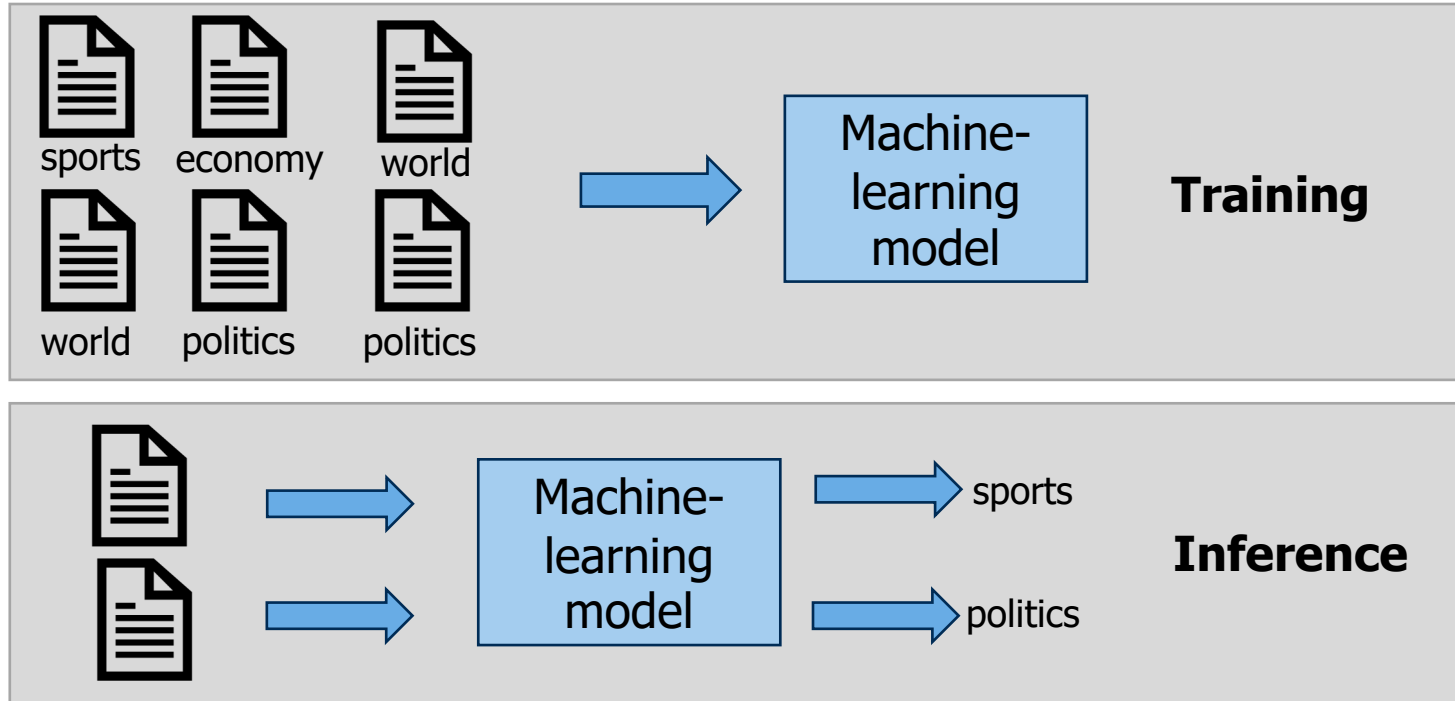 sports economy world
world politics politics
Machine-
learning
model
Training
Machine-
learning
model
sports
politics
Inference